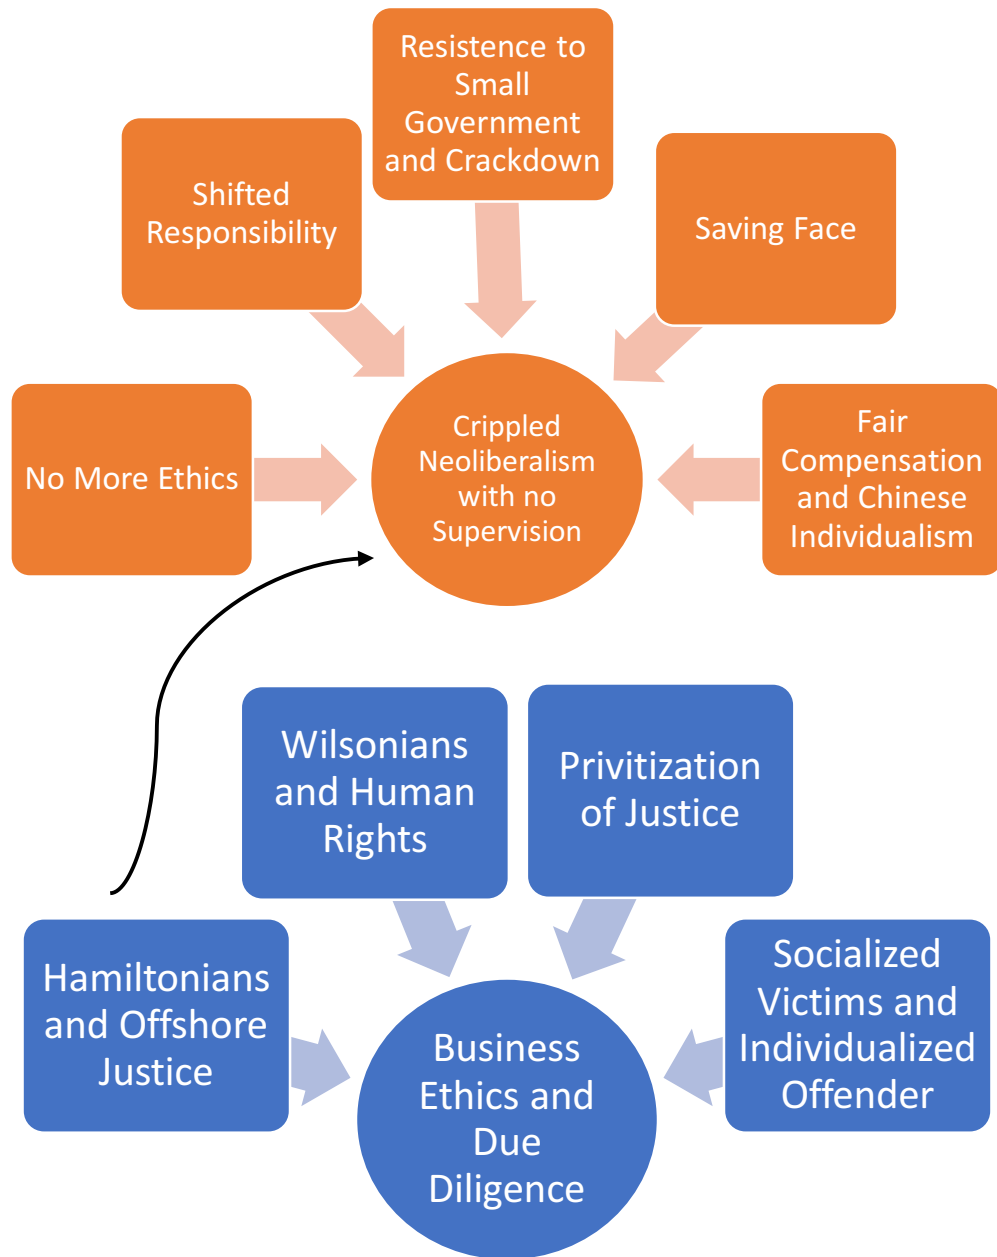 Resistence to
Small
Government
and Crackdown
Shifted
Responsibility
Saving Face
No More Ethics
Crippled
Neoliberalism
with no
Supervision
Fair
Compensation
and Chinese
Individualism
Wilsonians
and Human
Rights
Privitization
of Justice
Hamiltonians
and Offshore
Justice
Business
Ethics and
Due
Diligence
Socialized
Victims and
Individualized
Offender